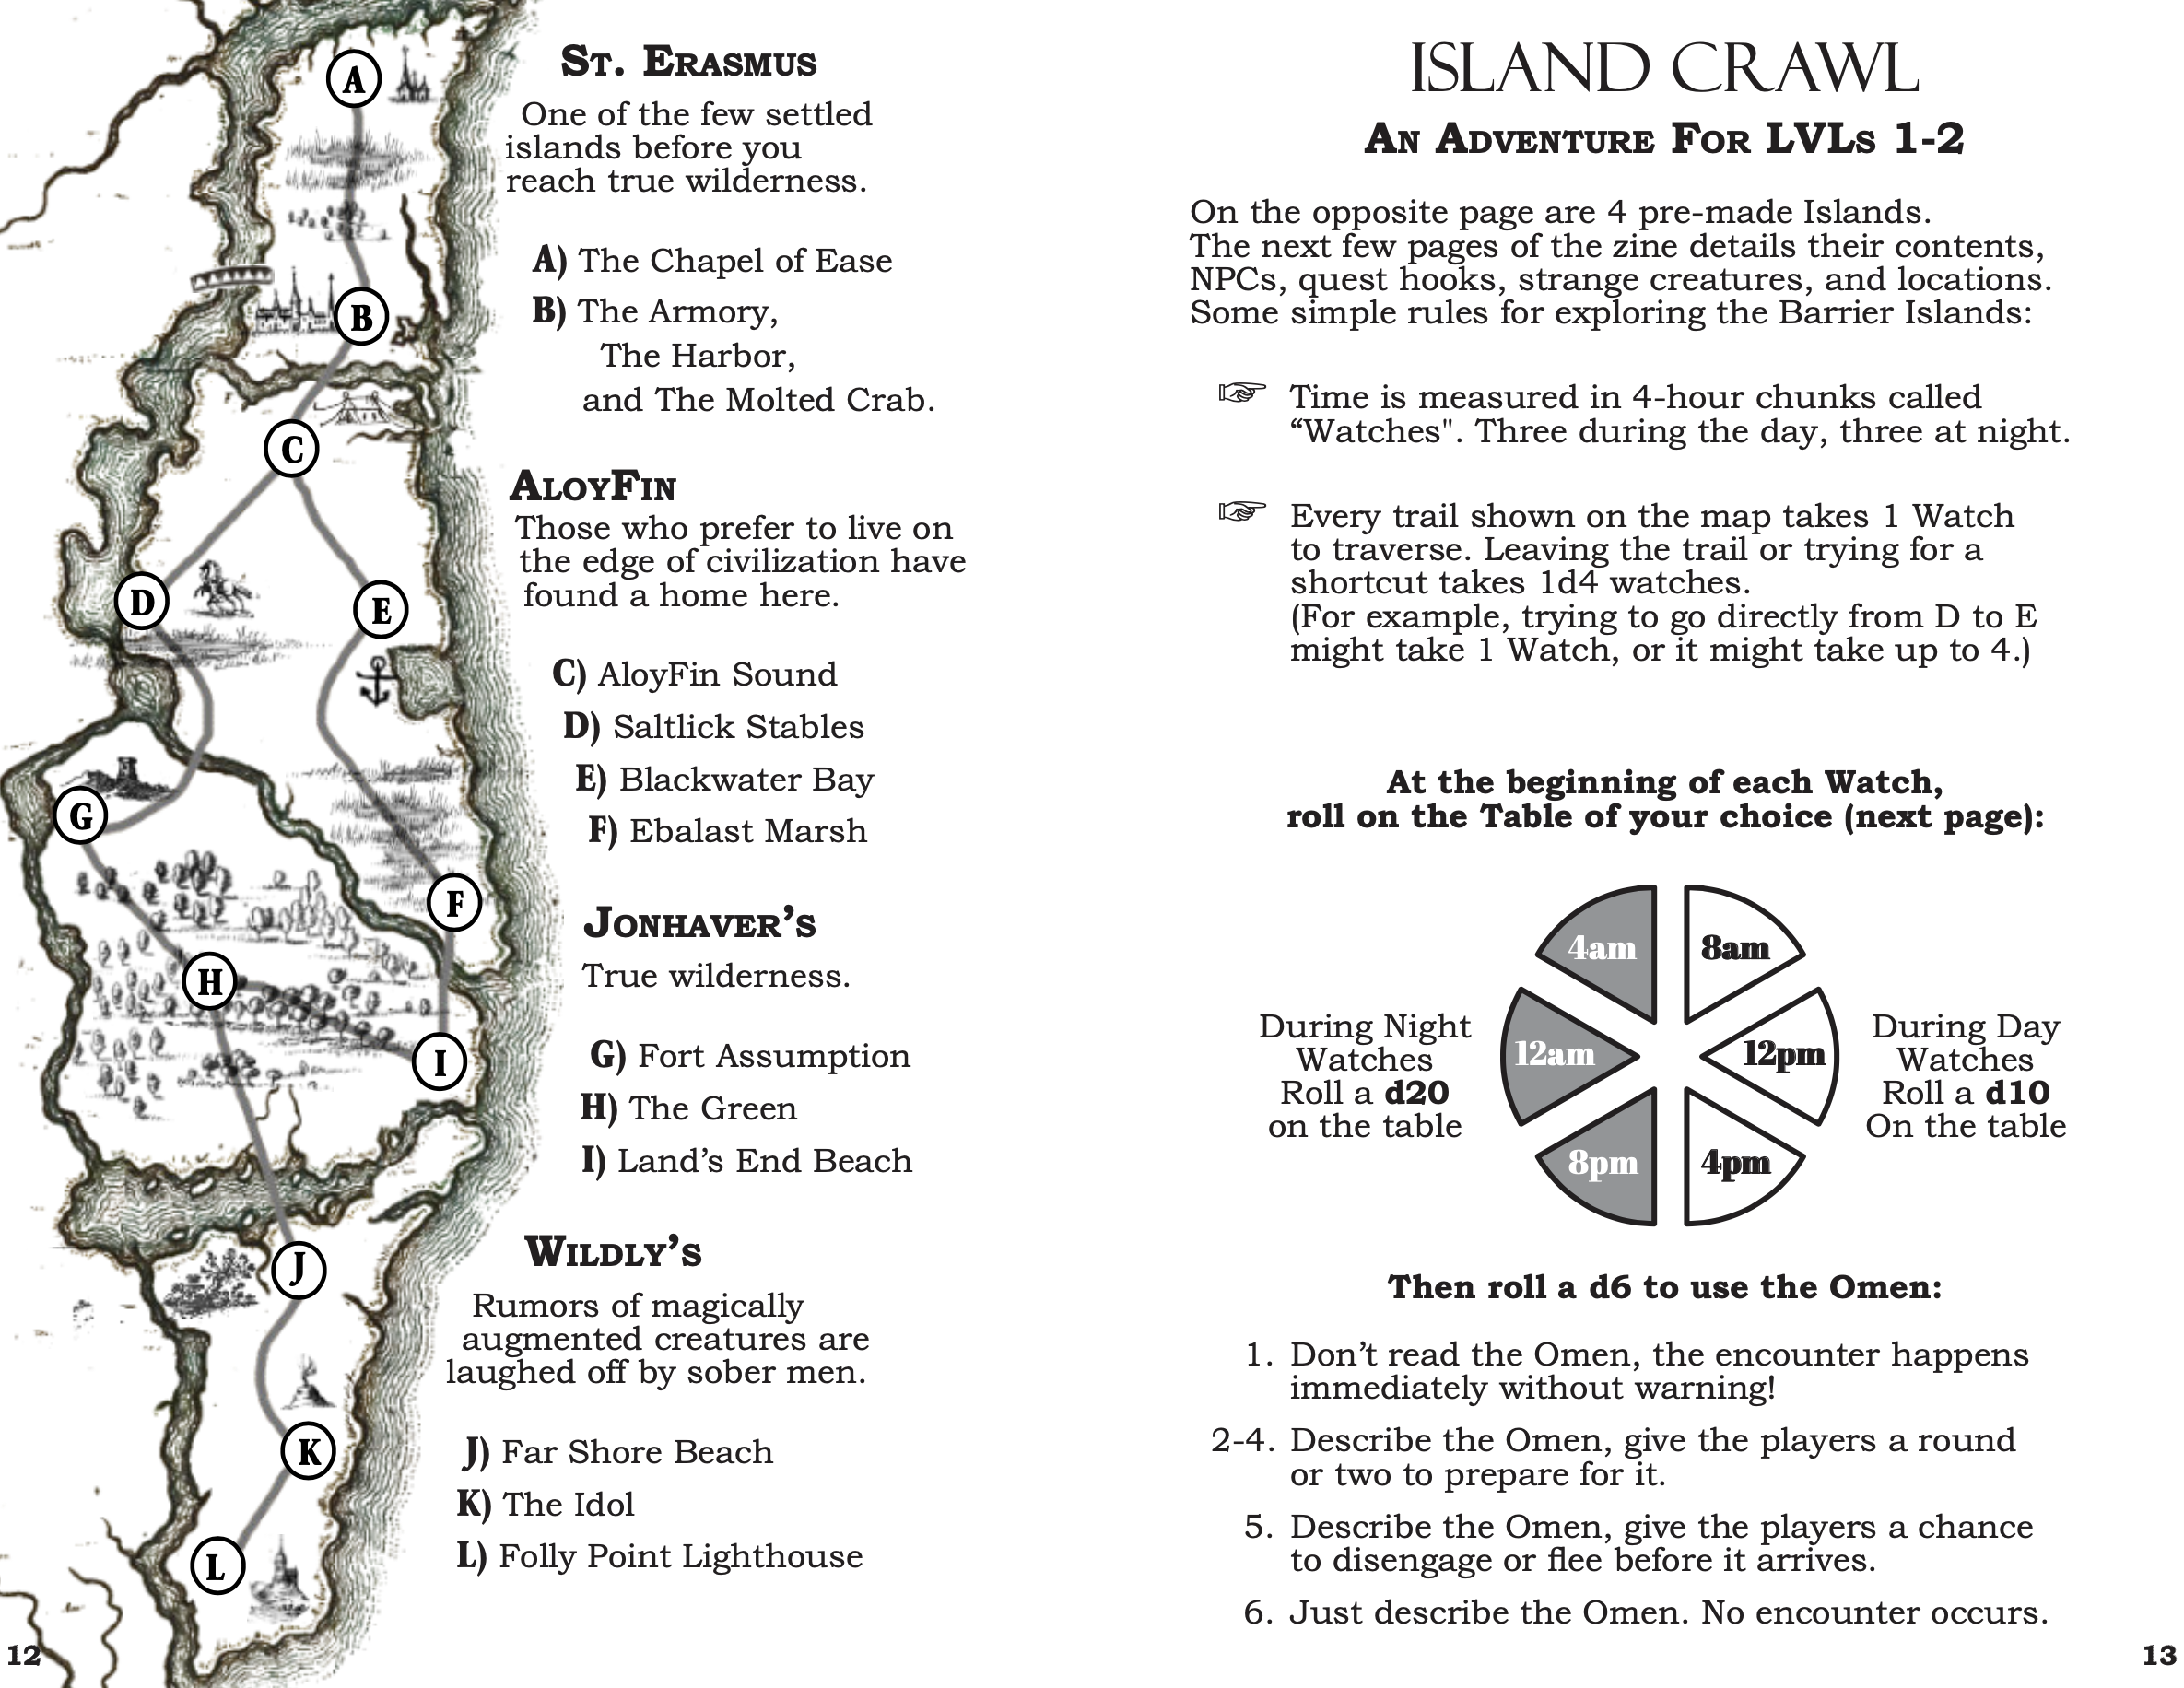 A
B
C
D
E
F
G
H
I
J
K
L
St. Erasmus
One of the few settled
islands before you
reach true wilderness.
A) The Chapel of Ease
B) The Armory,
The Harbor,
and The Molted Crab.
AloyFin
Those who prefer to live on
the edge of civilization have
found a home here.
C) AloyFin Sound
D) Saltlick Stables
E) Blackwater Bay
F) Ebalast Marsh
Jonhaver's
True wilderness.
G) Fort Assumption
H) The Green
I) Land's End Beach
Wildly's
Rumors of magically
augmented creatures are
laughed off by sober men.
J) Far Shore Beach
K) The Idol
L) Folly Point Lighthouse
12
ISLAND CRAWL
An Adventure For LVLs 1-2
On the opposite page are 4 pre-made Islands.
The next few pages of the zine details their contents,
NPCs, quest hooks, strange creatures, and locations.
Some simple rules for exploring the Barrier Islands:
☞ Time is measured in 4-hour chunks called
“Watches". Three during the day, three at night.
☞ Every trail shown on the map takes 1 Watch
to traverse. Leaving the trail or trying for a
shortcut takes 1d4 watches.
(For example, trying to go directly from D to E
might take 1 Watch, or it might take up to 4.)
At the beginning of each Watch,
roll on the Table of your choice (next page):
During Night
Watches
Roll a d20
on the table
4am
8am
12am
12pm
8pm
4pm
During Day
Watches
Roll a d10
On the table
Then roll a d6 to use the Omen:
1. Don't read the Omen, the encounter happens
immediately without warning!
2-4. Describe the Omen, give the players a round
or two to prepare for it.
5. Describe the Omen, give the players a chance
to disengage or flee before it arrives.
6. Just describe the Omen. No encounter occurs.
13